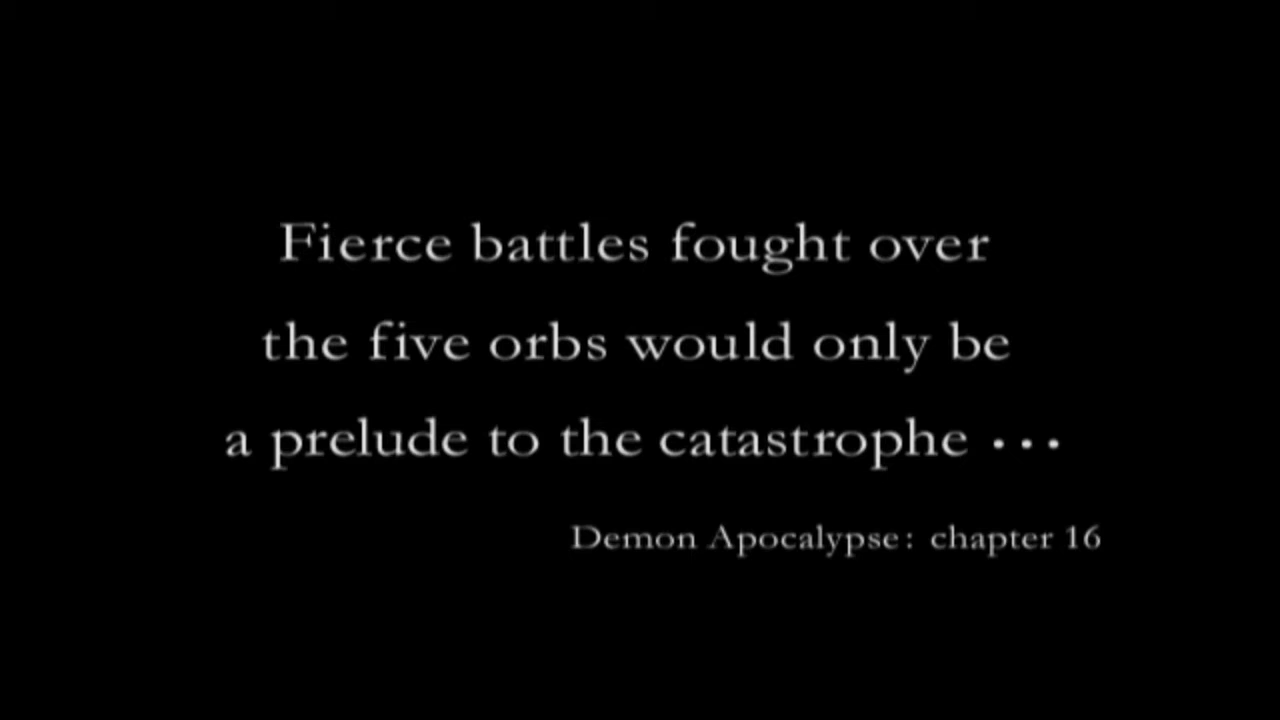 Fierce battles fought over
the five orbs would only be
a prelude to the catastrophe ···
Demon Apocalypse: chapter 16